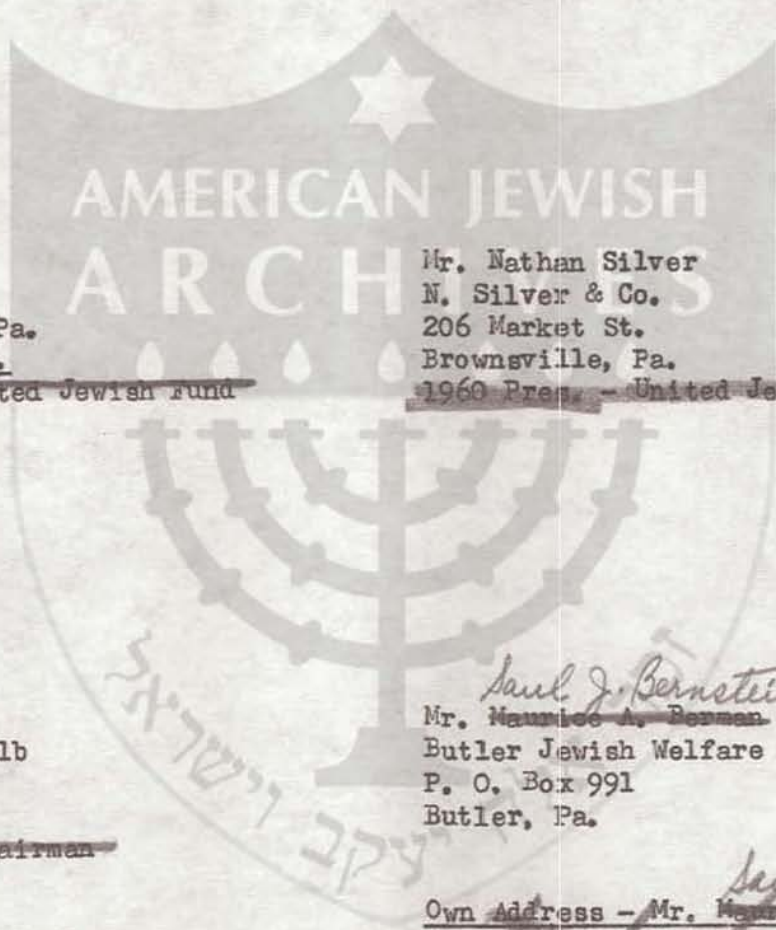 AMERICAN JEWISH
ARCHIVES
Pa.
ted Jewish Fund
Mr. Nathan Silver
N. Silver & Co.
206 Market St.
Brownsville, Pa.
1960 Pres. - United Je
lb
airman
Saul J. Bernstei
Mr. Maurice A. Berman
Butler Jewish Welfare
P. O. Box 991
Butler, Pa.
Own Address - Mr.
יעקב וישראל